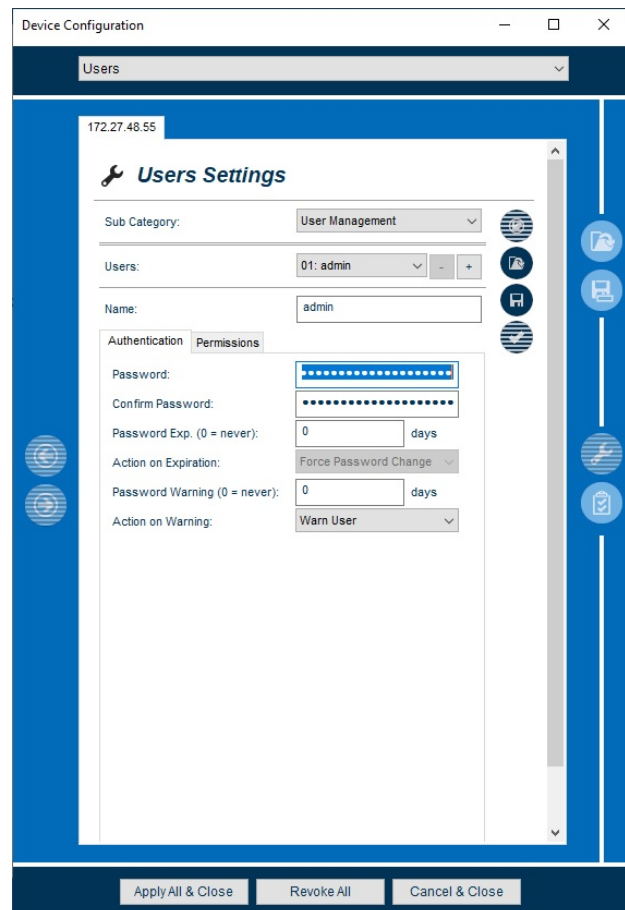 Device Configuration
Users
172.27.48.55
Users Settings
Sub Category: User Management
Users: 01: admin - +
Name: admin
Authentication Permissions
Password: ••••••••••••••••••••
Confirm Password: ••••••••••••••••••••
Password Exp. (0 = never): 0 days
Action on Expiration: Force Password Change
Password Warning (0 = never): 0 days
Action on Warning: Warn User
Apply All & Close Revoke All Cancel & Close